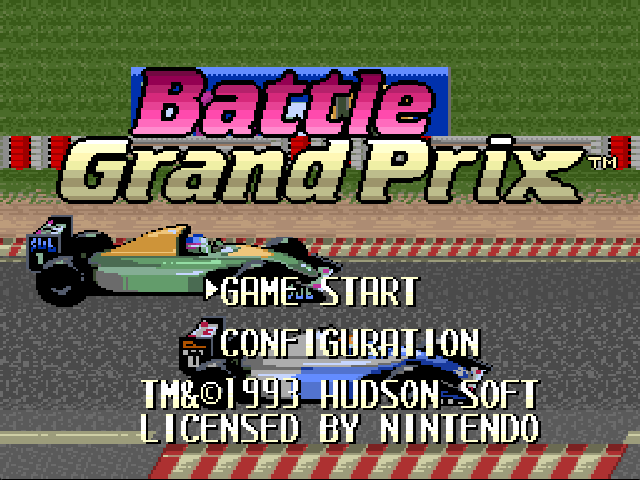 Battle
Grand Prix™
GAME START
CONFIGURATION
TM&©1993 HUDSON SOFT
LICENSED BY NINTENDO